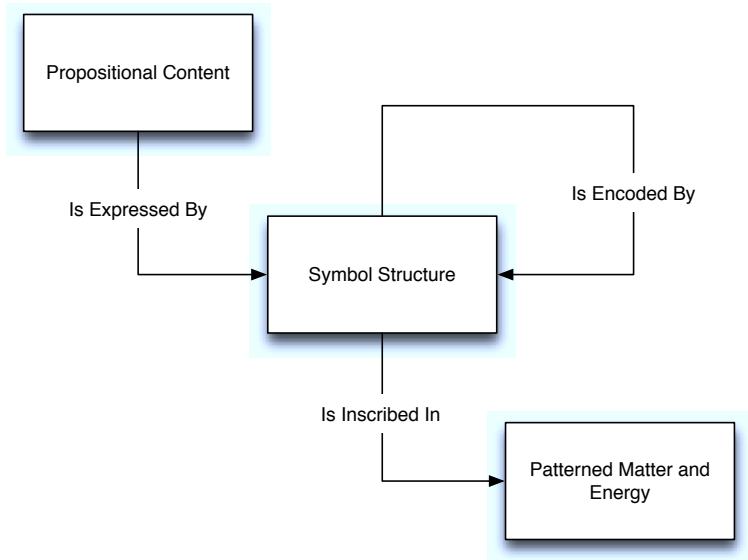 Propositional Content
Is Expressed By
Is Encoded By
Symbol Structure
Is Inscribed In
Patterned Matter and
Energy